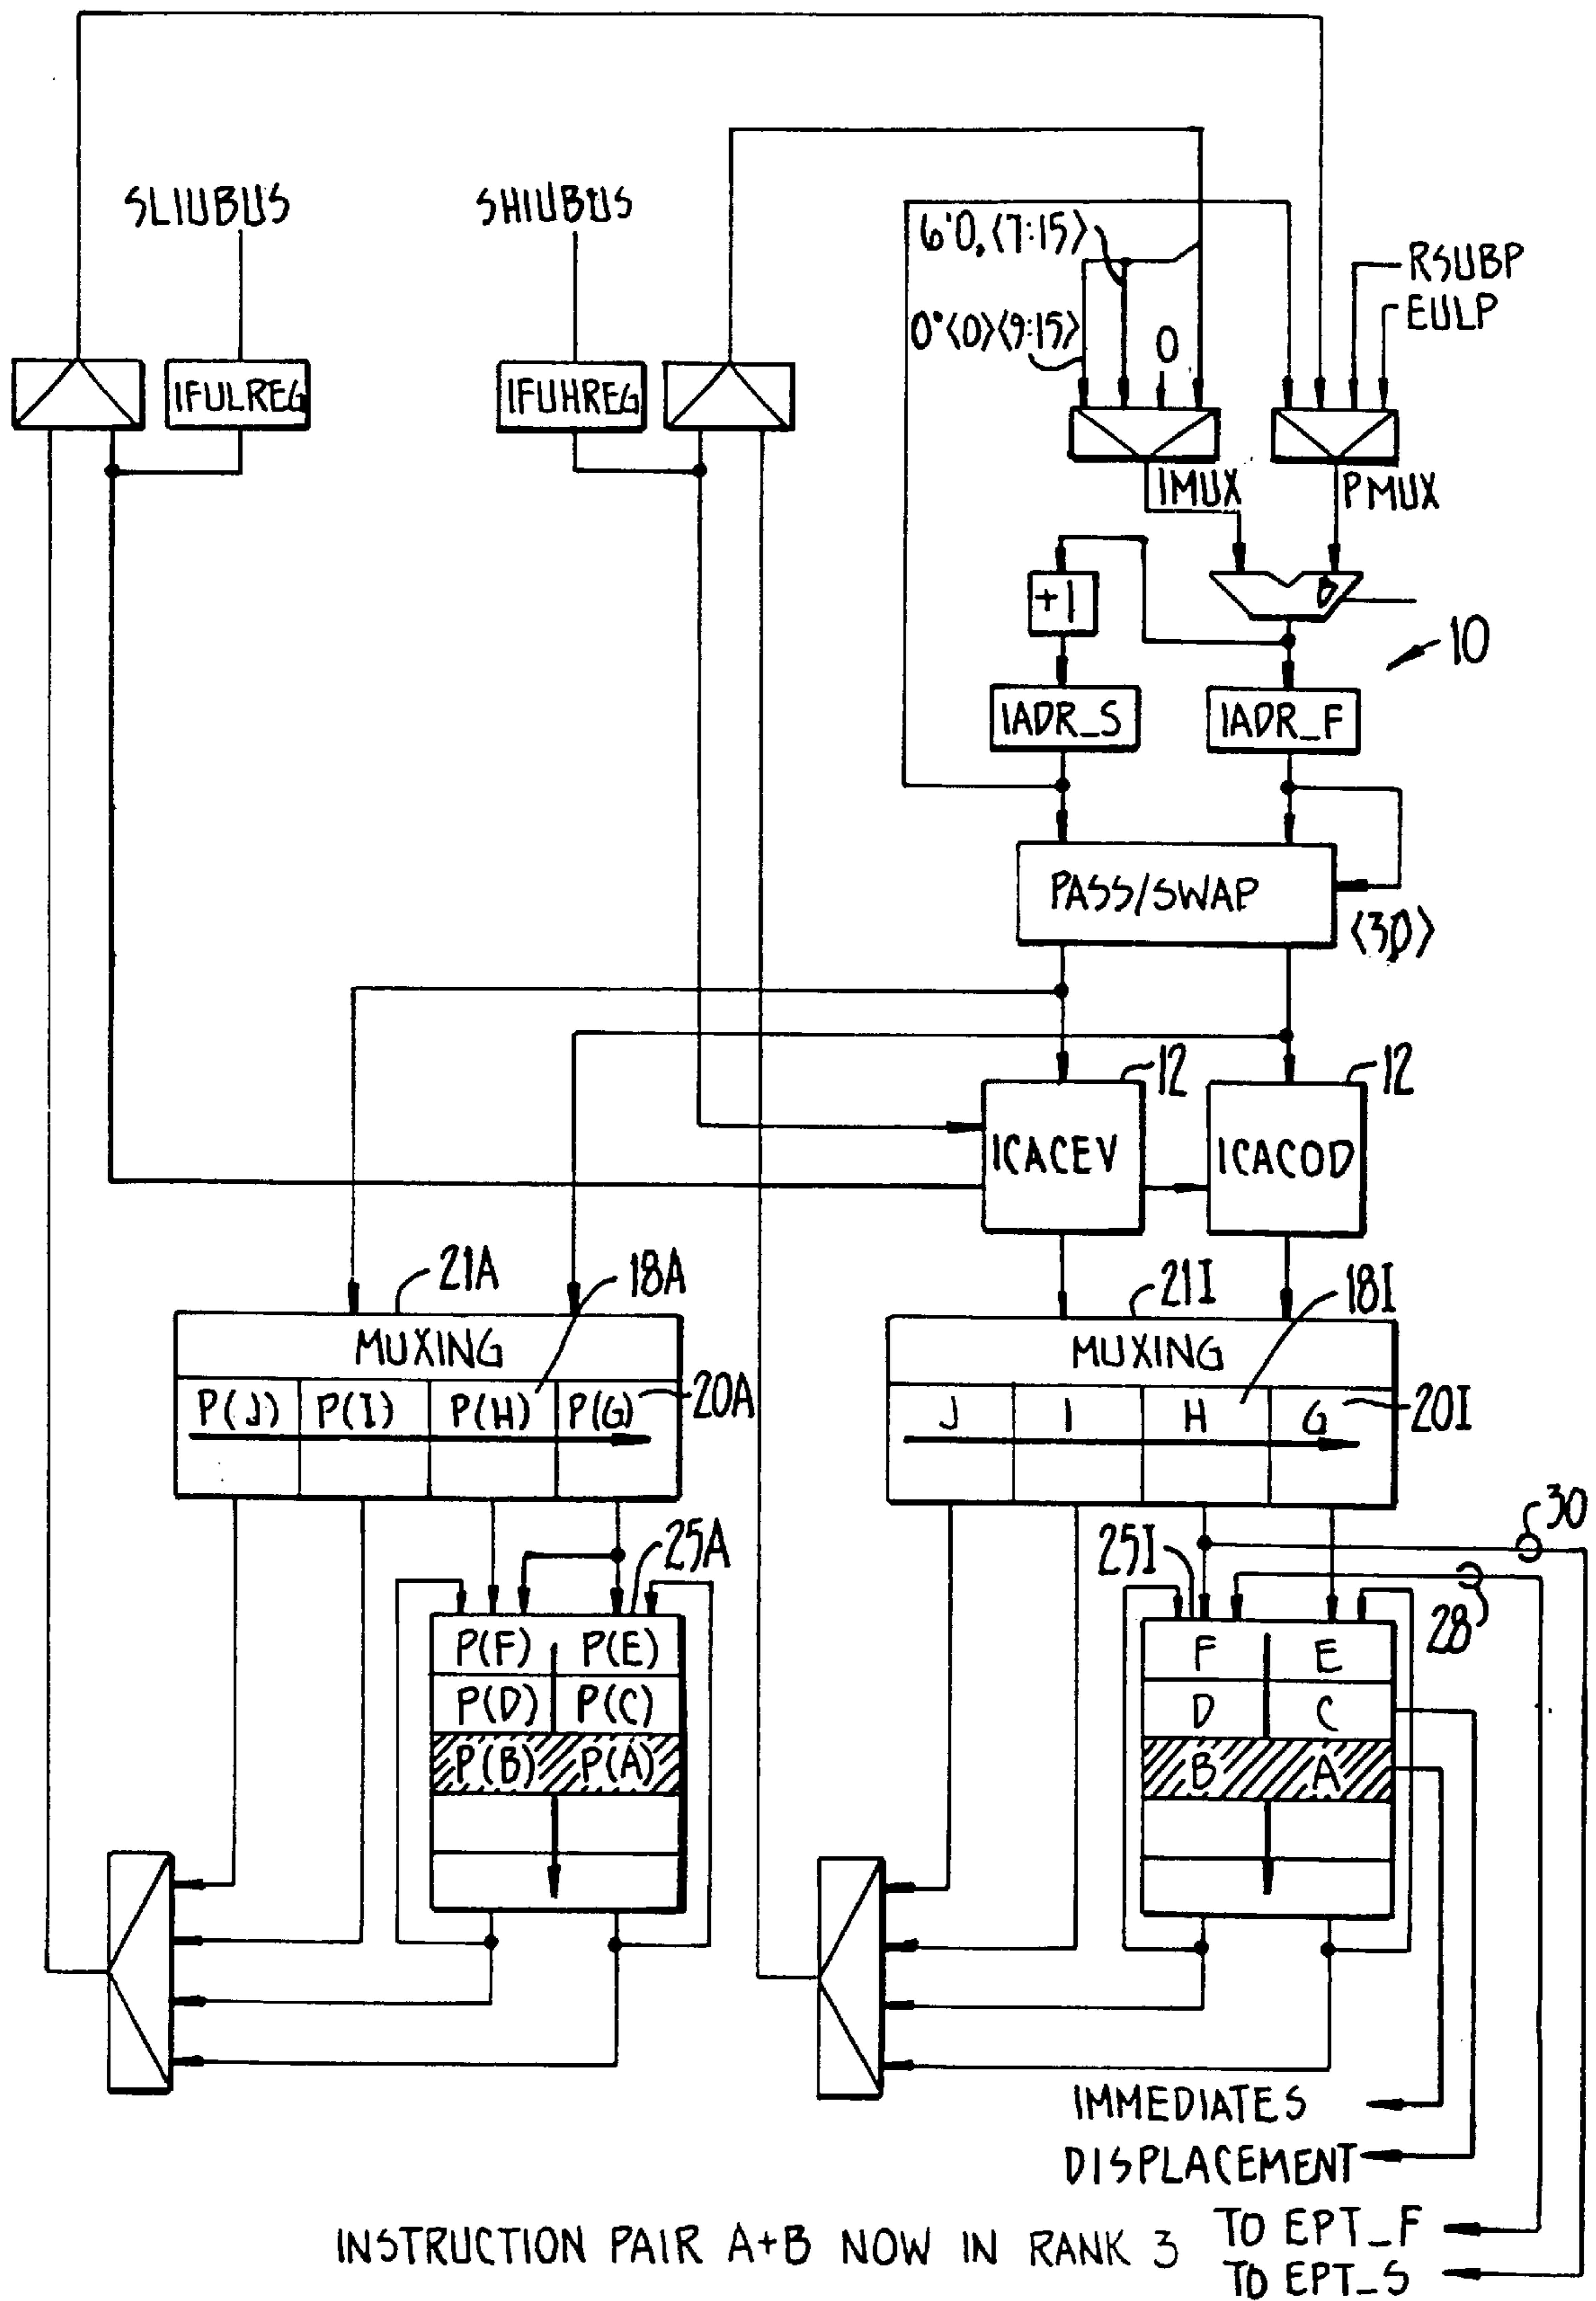 SLIUBUS
SHIUBUS
6'0,⟨7:15⟩
RSUBP
EULP
0*⟨0⟩⟨9:15⟩
0
IFULREG
IFUHREG
IMUX
PMUX
+1
10
IADR_S
IADR_F
PASS/SWAP
⟨30⟩
12
12
ICACEV
ICACOD
21A
18A
21I
18I
MUXING
MUXING
P(J) P(I) P(H) P(G)
20A
J I H G
20I
30
25A
25I
28
P(F) P(E)
F E
P(D) P(C)
D C
P(B) P(A)
B A
IMMEDIATES
DISPLACEMENT
TO EPT_F
INSTRUCTION PAIR A+B NOW IN RANK 3
TO EPT_S